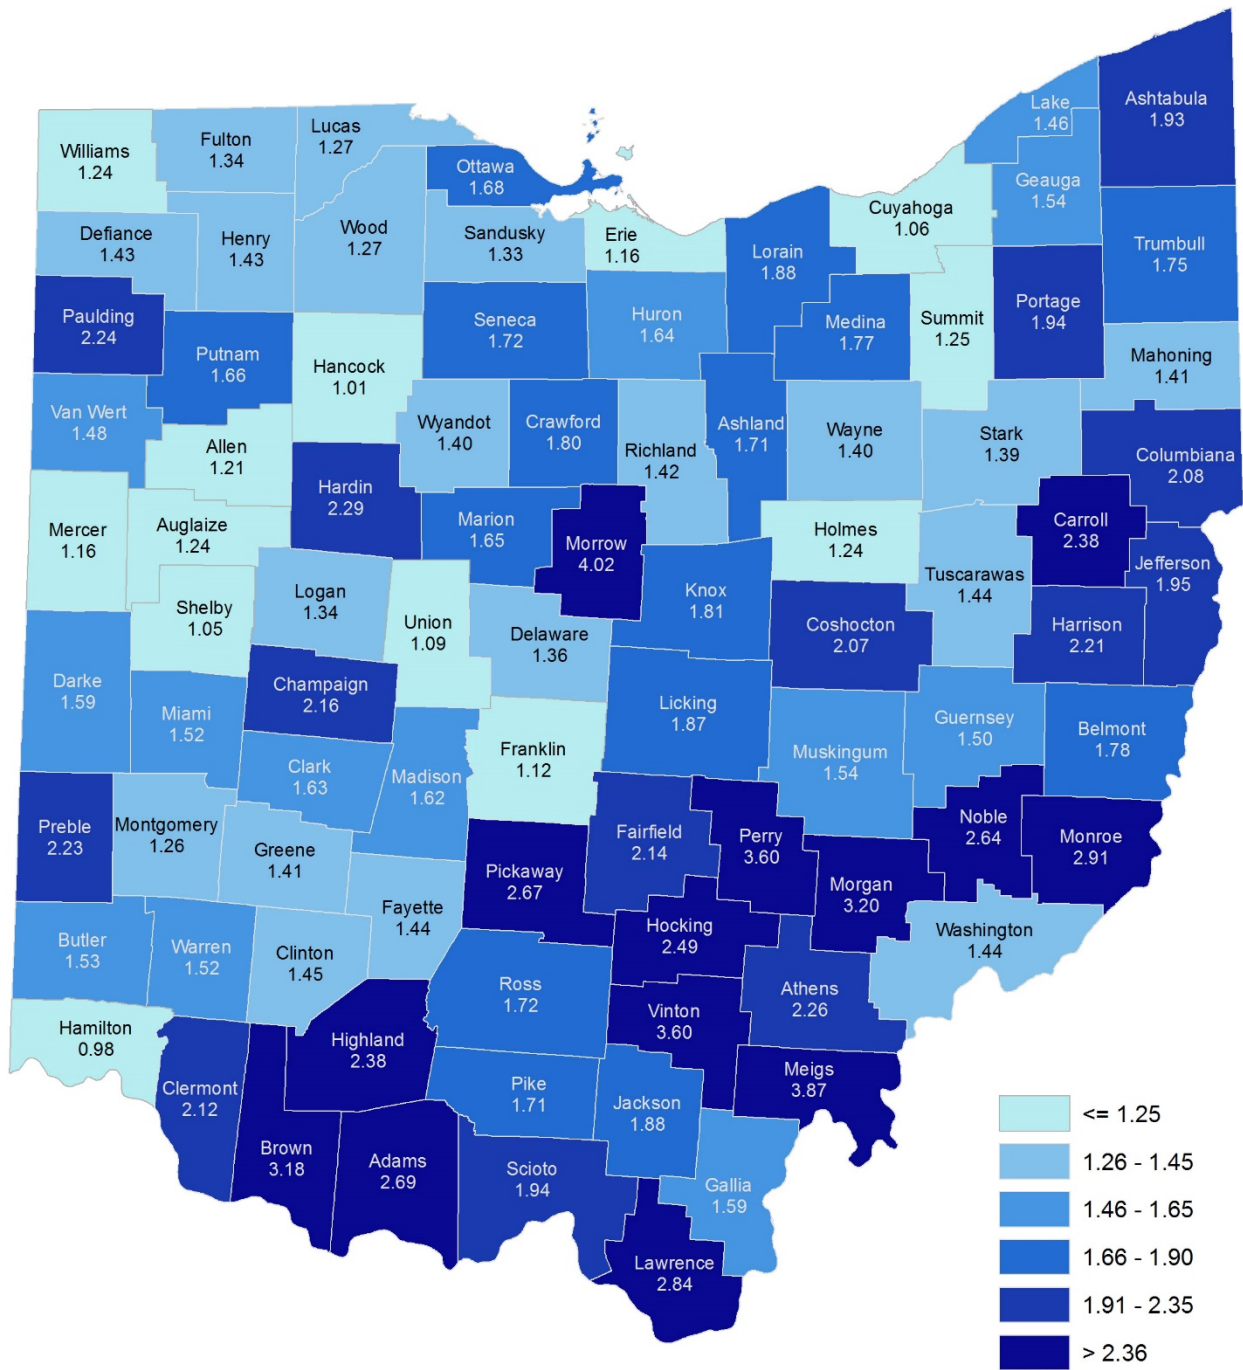 Lake
1.46
Ashtabula
1.93
Williams
1.24
Fulton
1.34
Lucas
1.27
Ottawa
1.68
Geauga
1.54
Cuyahoga
1.06
Defiance
1.43
Henry
1.43
Wood
1.27
Sandusky
1.33
Erie
1.16
Lorain
1.88
Trumbull
1.75
Paulding
2.24
Putnam
1.66
Hancock
1.01
Seneca
1.72
Huron
1.64
Medina
1.77
Summit
1.25
Portage
1.94
Mahoning
1.41
Van Wert
1.48
Allen
1.21
Wyandot
1.40
Crawford
1.80
Richland
1.42
Ashland
1.71
Wayne
1.40
Stark
1.39
Columbiana
2.08
Mercer
1.16
Auglaize
1.24
Hardin
2.29
Marion
1.65
Morrow
4.02
Holmes
1.24
Carroll
2.38
Tuscarawas
1.44
Jefferson
1.95
Shelby
1.05
Logan
1.34
Union
1.09
Delaware
1.36
Knox
1.81
Coshocton
2.07
Harrison
2.21
Darke
1.59
Miami
1.52
Champaign
2.16
Licking
1.87
Muskingum
1.54
Guernsey
1.50
Belmont
1.78
Clark
1.63
Madison
1.62
Franklin
1.12
Preble
2.23
Montgomery
1.26
Greene
1.41
Pickaway
2.67
Fairfield
2.14
Perry
3.60
Noble
2.64
Monroe
2.91
Morgan
3.20
Fayette
1.44
Hocking
2.49
Washington
1.44
Butler
1.53
Warren
1.52
Clinton
1.45
Ross
1.72
Athens
2.26
Vinton
3.60
Hamilton
0.98
Highland
2.38
Meigs
3.87
Clermont
2.12
Pike
1.71
Jackson
1.88
Brown
3.18
Adams
2.69
Scioto
1.94
Gallia
1.59
Lawrence
2.84
<= 1.25
1.26 - 1.45
1.46 - 1.65
1.66 - 1.90
1.91 - 2.35
> 2.36